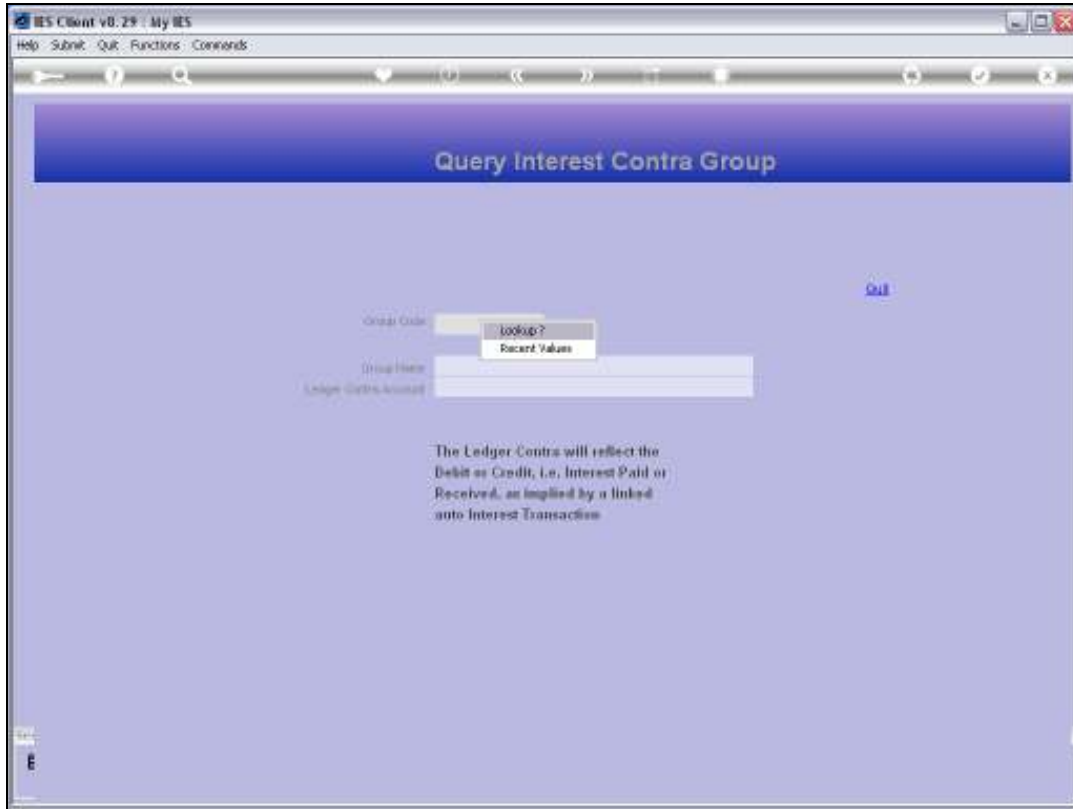 IES Client v8.29 : My IES
Help Submit Quit Functions Commands
Query Interest Contra Group
Quit
Group Code
Lookup ?
Recent Values
Group Name
Ledger Contra Account
The Ledger Contra will reflect the
Debit or Credit, i.e. Interest Paid or
Received, as implied by a linked
auto Interest Transaction